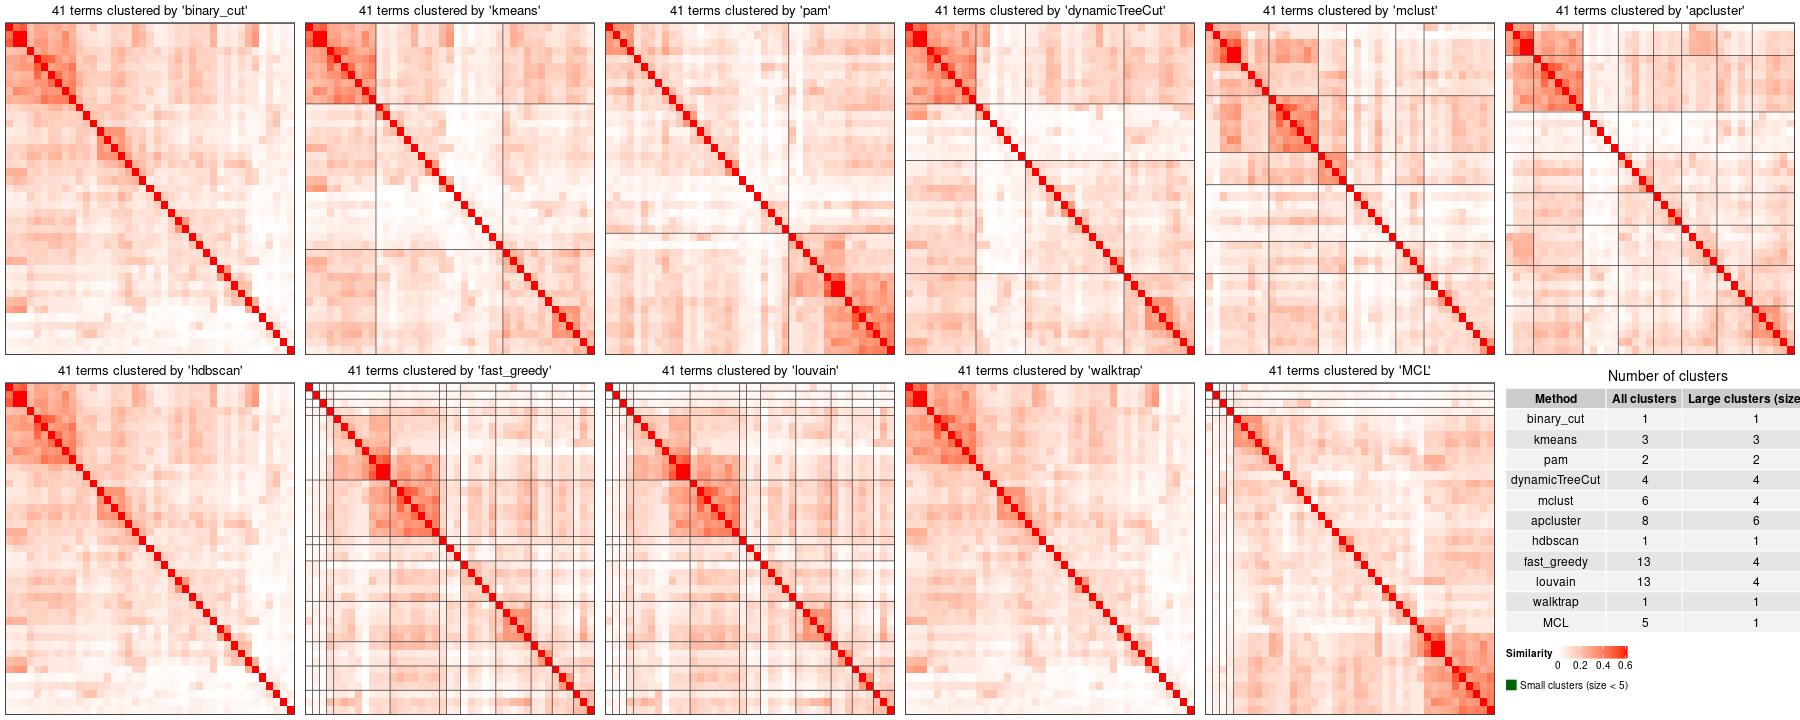 41 terms clustered by 'binary_cut'
41 terms clustered by 'kmeans'
41 terms clustered by 'pam'
41 terms clustered by 'dynamicTreeCut'
41 terms clustered by 'mclust'
41 terms clustered by 'apcluster'
41 terms clustered by 'hdbscan'
41 terms clustered by 'fast_greedy'
41 terms clustered by 'louvain'
41 terms clustered by 'walktrap'
41 terms clustered by 'MCL'
Number of clusters
Method All clusters Large clusters (size
binary_cut 1 1
kmeans 3 3
pam 2 2
dynamicTreeCut 4 4
mclust 6 4
apcluster 8 6
hdbscan 1 1
fast_greedy 13 4
louvain 13 4
walktrap 1 1
MCL 5 1
Similarity
0 0.2 0.4 0.6
Small clusters (size < 5)